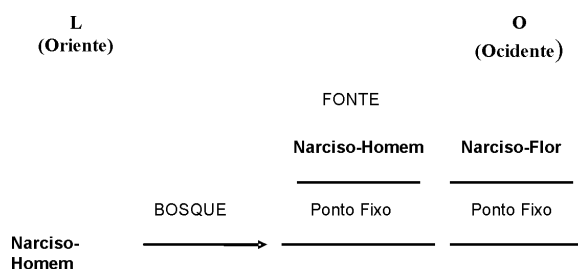 L
(Oriente)
O
(Ocidente)
FONTE
Narciso-Homem
Narciso-Flor
BOSQUE
Ponto Fixo
Ponto Fixo
Narciso-
Homem